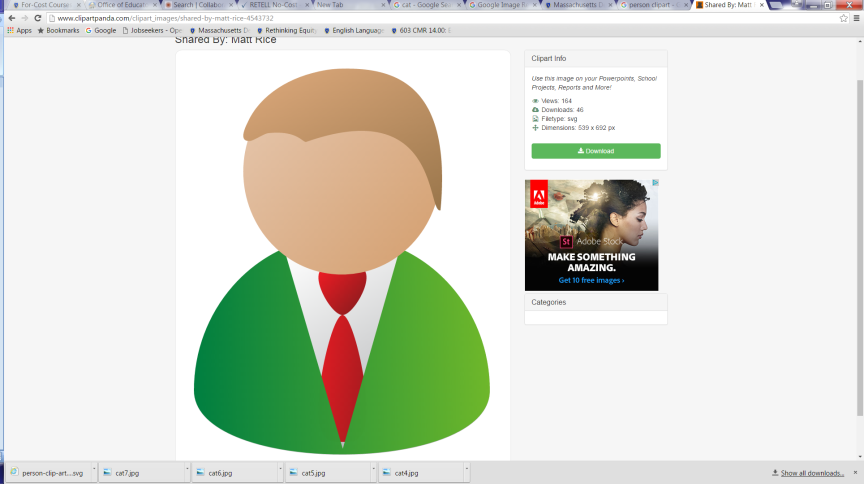 For-Cost Course
Office of Educat
Search | Collabor
RETELL No-Cost
New Tab
cat - Google Sea
Google Image R
Massachusetts D
person clipart -
Shared By: Matt
www.clipartpanda.com/clipart_images/shared-by-matt-rice-4543732
Apps
Bookmarks
Google
Jobseekers - Ope
Massachusetts D
Rethinking Equit
English Language
603 CMR 14.00:
Shared By: Matt Rice
Clipart Info
Use this image on your Powerpoints, School
Projects, Reports and More!
Views: 164
Downloads: 46
Filetype: svg
Dimensions: 539 x 692 px
Download
Adobe
St Adobe Stock
MAKE SOMETHING
AMAZING.
Get 10 free images ›
Categories
person-clip-art....svg
cat7.jpg
cat6.jpg
cat5.jpg
cat4.jpg
Show all downloads...